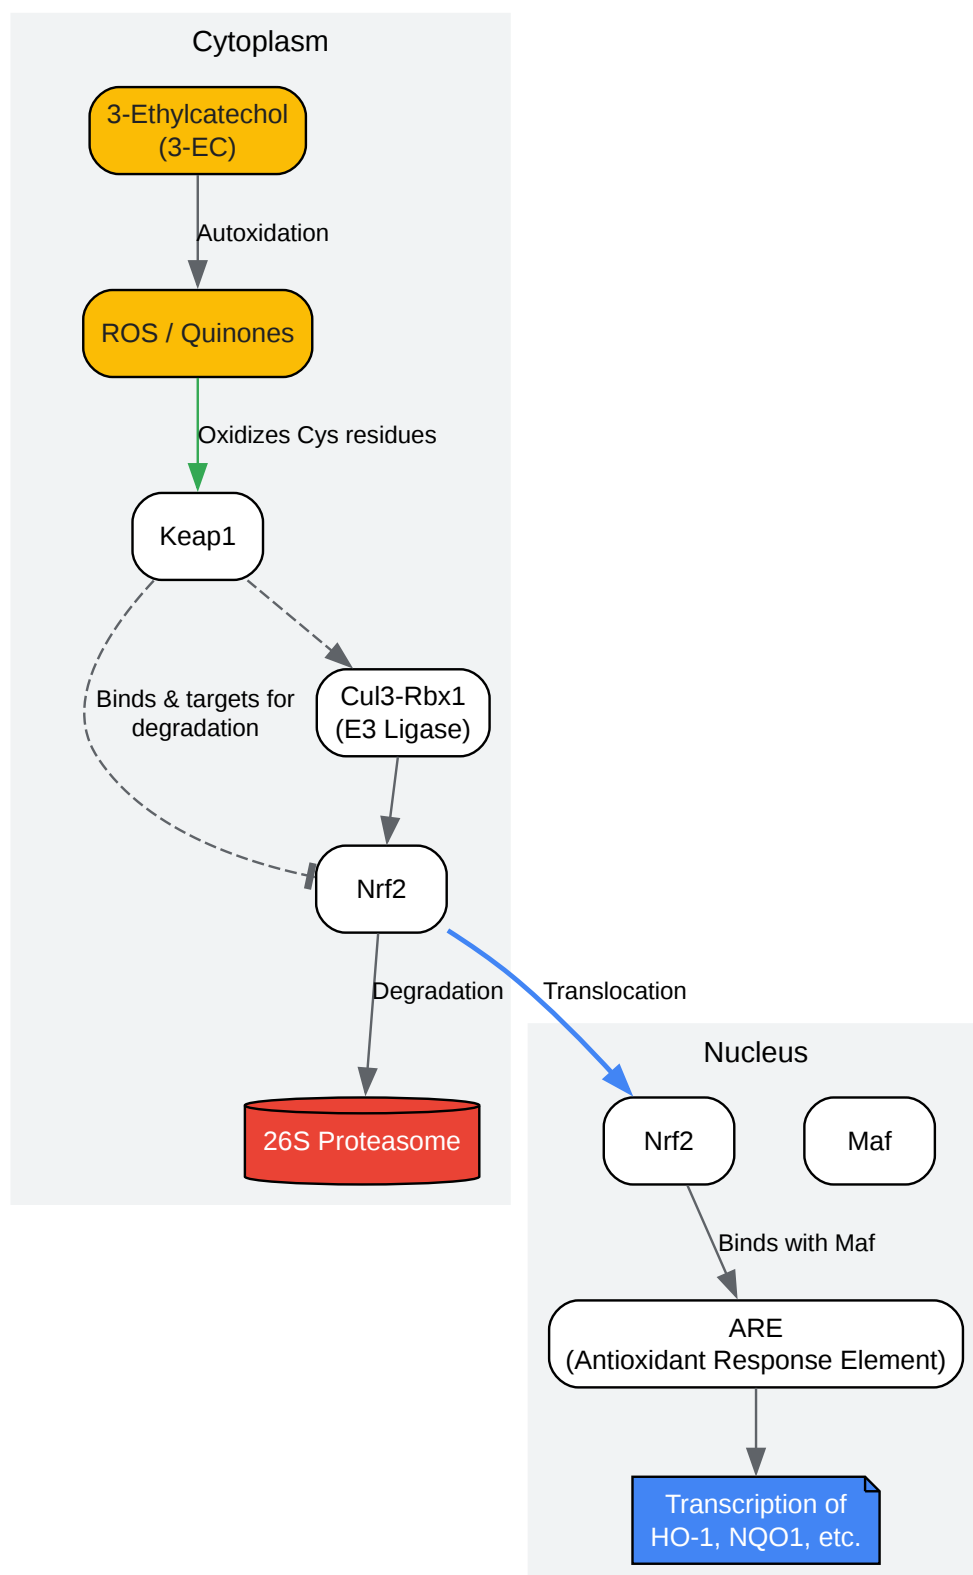 Cytoplasm
3-Ethylcatechol
(3-EC)
Autoxidation
ROS / Quinones
Oxidizes Cys residues
Keap1
Binds & targets for
degradation
Cul3-Rbx1
(E3 Ligase)
Nrf2
Degradation
Translocation
26S Proteasome
Nucleus
Nrf2
Maf
Binds with Maf
ARE
(Antioxidant Response Element)
Transcription of
HO-1, NQO1, etc.